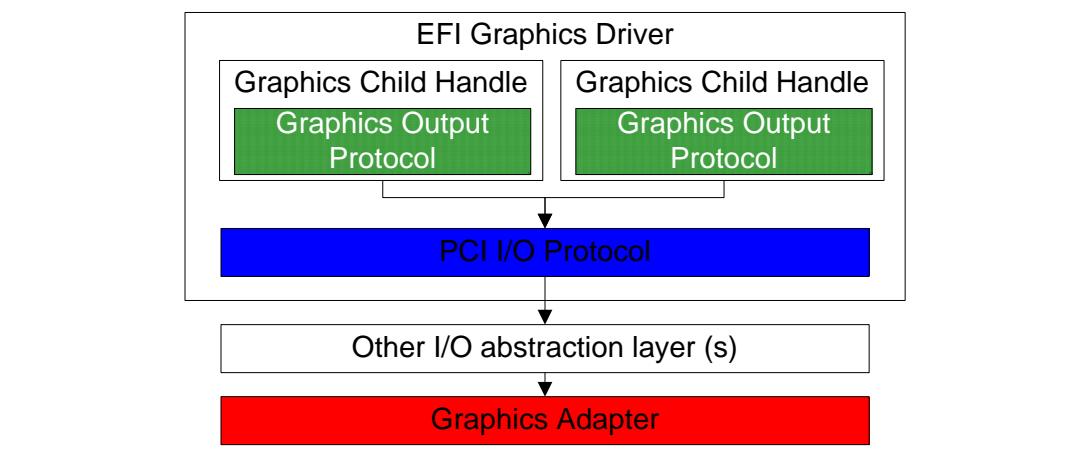 EFI Graphics Driver
Graphics Child Handle
Graphics Output
Protocol
Graphics Child Handle
Graphics Output
Protocol
PCI I/O Protocol
Other I/O abstraction layer (s)
Graphics Adapter